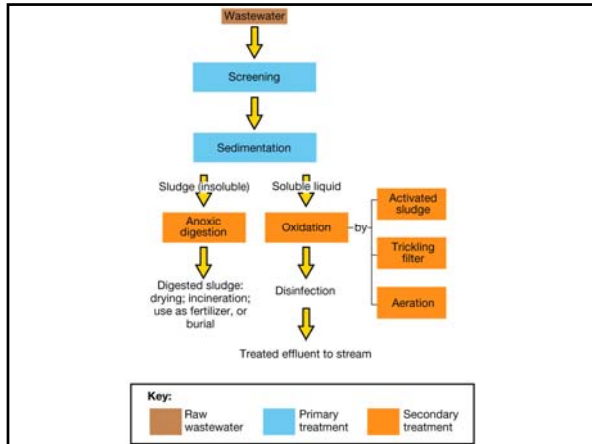 Wastewater
Screening
Sedimentation
Sludge (insoluble)
Soluble liquid
Anoxic
digestion
Oxidation
by
Activated
sludge
Trickling
filter
Aeration
Digested sludge:
drying; incineration;
use as fertilizer, or
burial
Disinfection
Treated effluent to stream
Key:
Raw
wastewater
Primary
treatment
Secondary
treatment